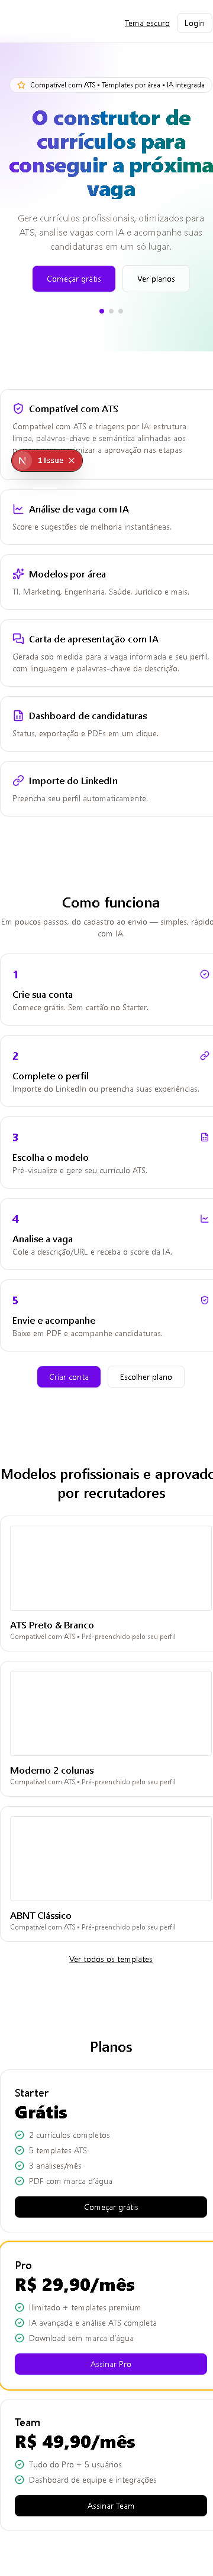 Tema escuro
Login
Compatível com ATS • Templates por área • IA integrada
O construtor de
currículos para
conseguir a próxima
vaga
Gere currículos profissionais, otimizados para
ATS, analise vagas com IA e acompanhe suas
candidaturas em um só lugar.
Começar grátis
Ver planos
Compatível com ATS
Compatível com ATS e triagens por IA: estrutura
limpa, palavras-chave e semântica alinhadas aos
maximizar a aprovação nas etapas
N
1 Issue
Análise de vaga com IA
Score e sugestões de melhoria instantâneas.
Modelos por área
TI, Marketing, Engenharia, Saúde, Jurídico e mais.
Carta de apresentação com IA
Gerada sob medida para a vaga informada e seu perfil,
com linguagem e palavras-chave da descrição.
Dashboard de candidaturas
Status, exportação e PDFs em um clique.
Importe do LinkedIn
Preencha seu perfil automaticamente.
Como funciona
Em poucos passos, do cadastro ao envio — simples, rápido
com IA.
1
Crie sua conta
Comece grátis. Sem cartão no Starter.
2
Complete o perfil
Importe do LinkedIn ou preencha suas experiências.
3
Escolha o modelo
Pré-visualize e gere seu currículo ATS.
4
Analise a vaga
Cole a descrição/URL e receba o score da IA.
5
Envie e acompanhe
Baixe em PDF e acompanhe candidaturas.
Criar conta
Escolher plano
Modelos profissionais e aprovado
por recrutadores
ATS Preto & Branco
Compatível com ATS • Pré-preenchido pelo seu perfil
Moderno 2 colunas
Compatível com ATS • Pré-preenchido pelo seu perfil
ABNT Clássico
Compatível com ATS • Pré-preenchido pelo seu perfil
Ver todos os templates
Planos
Starter
Grátis
2 currículos completos
5 templates ATS
3 análises/mês
PDF com marca d'água
Começar grátis
Pro
R$ 29,90/mês
Ilimitado + templates premium
IA avançada e análise ATS completa
Download sem marca d'água
Assinar Pro
Team
R$ 49,90/mês
Tudo do Pro + 5 usuários
Dashboard de equipe e integrações
Assinar Team